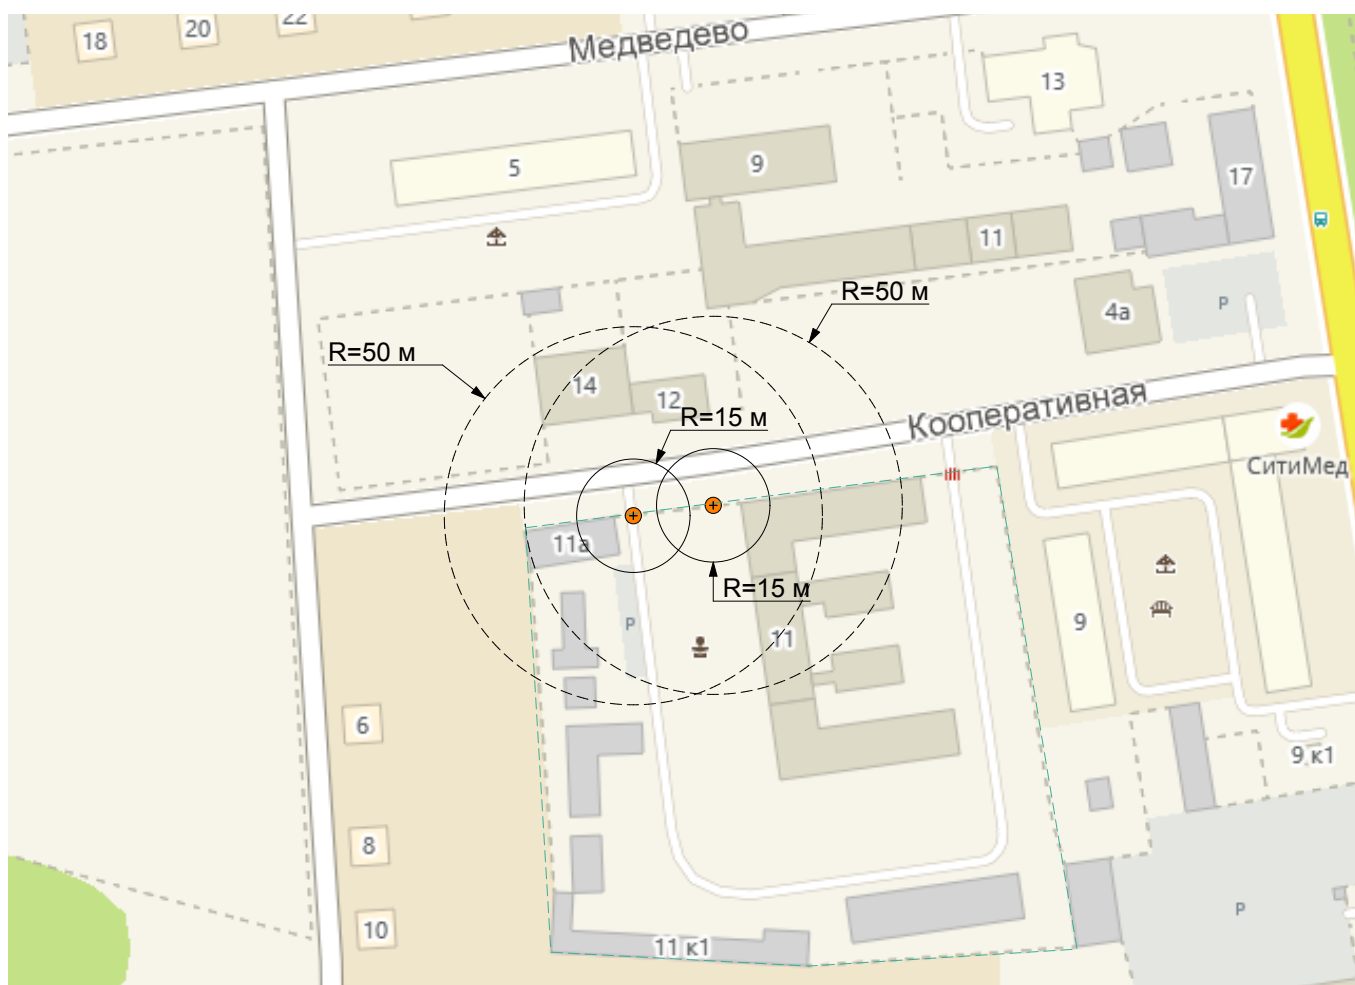 18
20
22
Медведево
13
5
9
17
11
R=50 м
4а
P
R=50 м
14
12
R=15 м
Кооперативная
СитиМед
11а
R=15 м
P
11
9
6
9 к1
8
10
11 к1
P